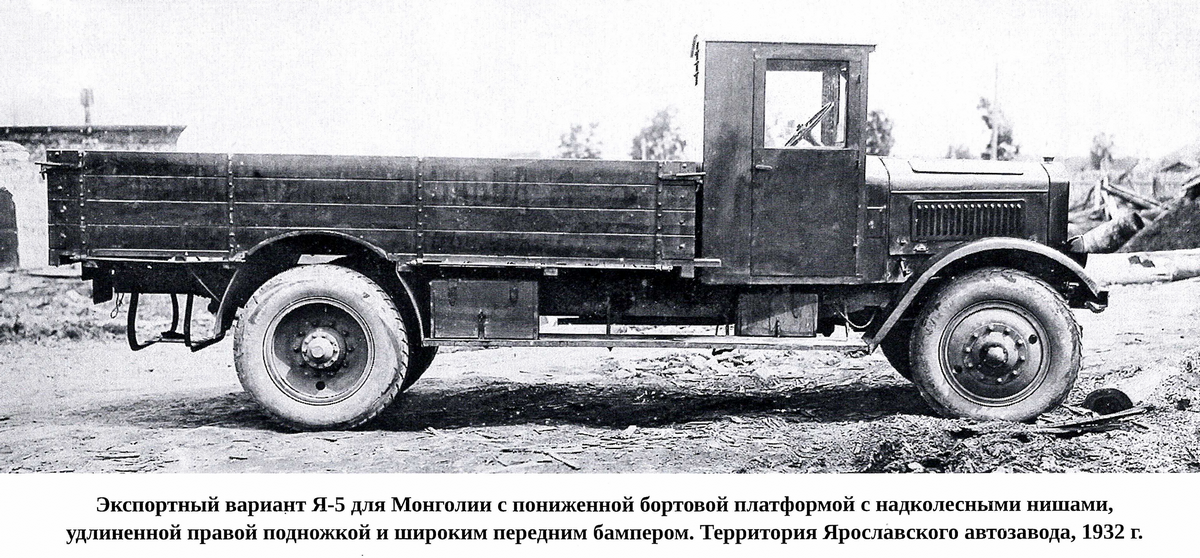 Экспортный вариант Я-5 для Монголии с пониженной бортовой платформой с надколесными нишами,
удлиненной правой подножкой и широким передним бампером. Территория Ярославского автозавода, 1932 г.